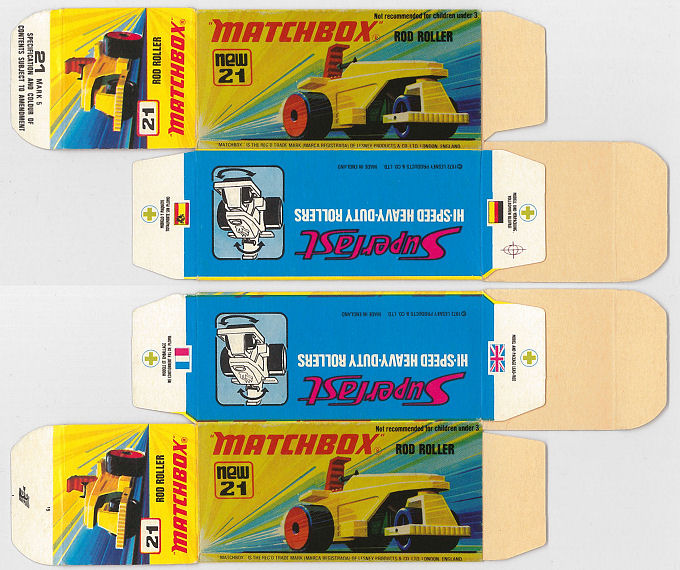 Not recommended for children under 3
"MATCHBOX"®
ROD ROLLER
new
21
"MATCHBOX" IS THE REG'D TRADE MARK (MARCA REGISTRADA) OF LESNEY PRODUCTS & CO. LTD. LONDON, ENGLAND.
"MATCHBOX"®
ROD ROLLER
21
21 MARK 5
SPECIFICATION AND COLOUR OF
CONTENTS SUBJECT TO AMENDMENT
© 1973 LESNEY PRODUCTS & CO. LTD. MADE IN ENGLAND
Superfast
HI-SPEED HEAVY-DUTY ROLLERS
© 1973 LESNEY PRODUCTS & CO. LTD. MADE IN ENGLAND
Superfast
HI-SPEED HEAVY-DUTY ROLLERS
Not recommended for children under 3
"MATCHBOX"®
ROD ROLLER
new
21
"MATCHBOX" IS THE REG'D TRADE MARK (MARCA REGISTRADA) OF LESNEY PRODUCTS & CO. LTD. LONDON, ENGLAND.
"MATCHBOX"®
ROD ROLLER
21